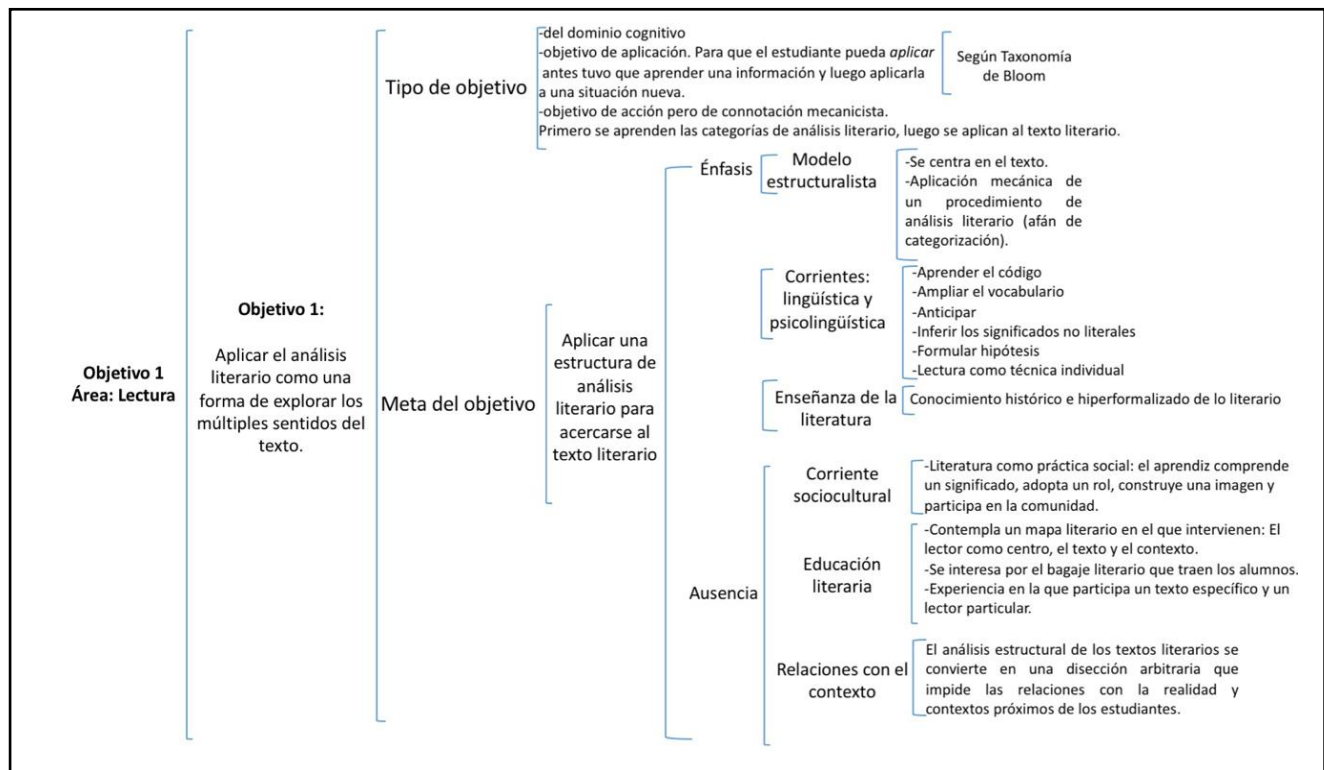 Objetivo 1
Área: Lectura
Objetivo 1:
Aplicar el análisis
literario como una
forma de explorar los
múltiples sentidos del
texto.
Tipo de objetivo
-del dominio cognitivo
-objetivo de aplicación. Para que el estudiante pueda aplicar
antes tuvo que aprender una información y luego aplicarla
a una situación nueva.
-objetivo de acción pero de connotación mecanicista.
Primero se aprenden las categorías de análisis literario, luego se aplican al texto literario.
Según Taxonomía
de Bloom
Meta del objetivo
Aplicar una
estructura de
análisis
literario para
acercarse al
texto literario
Énfasis
Modelo
estructuralista
-Se centra en el texto.
-Aplicación mecánica de
un procedimiento de
análisis literario (afán de
categorización).
Corrientes:
lingüística y
psicolingüística
-Aprender el código
-Ampliar el vocabulario
-Anticipar
-Inferir los significados no literales
-Formular hipótesis
-Lectura como técnica individual
Enseñanza de la
literatura
Conocimiento histórico e hiperformalizado de lo literario
Ausencia
Corriente
sociocultural
-Literatura como práctica social: el aprendiz comprende
un significado, adopta un rol, construye una imagen y
participa en la comunidad.
Educación
literaria
-Contempla un mapa literario en el que intervienen: El
lector como centro, el texto y el contexto.
-Se interesa por el bagaje literario que traen los alumnos.
-Experiencia en la que participa un texto específico y un
lector particular.
Relaciones con el
contexto
El análisis estructural de los textos literarios se
convierte en una disección arbitraria que
impide las relaciones con la realidad y
contextos próximos de los estudiantes.